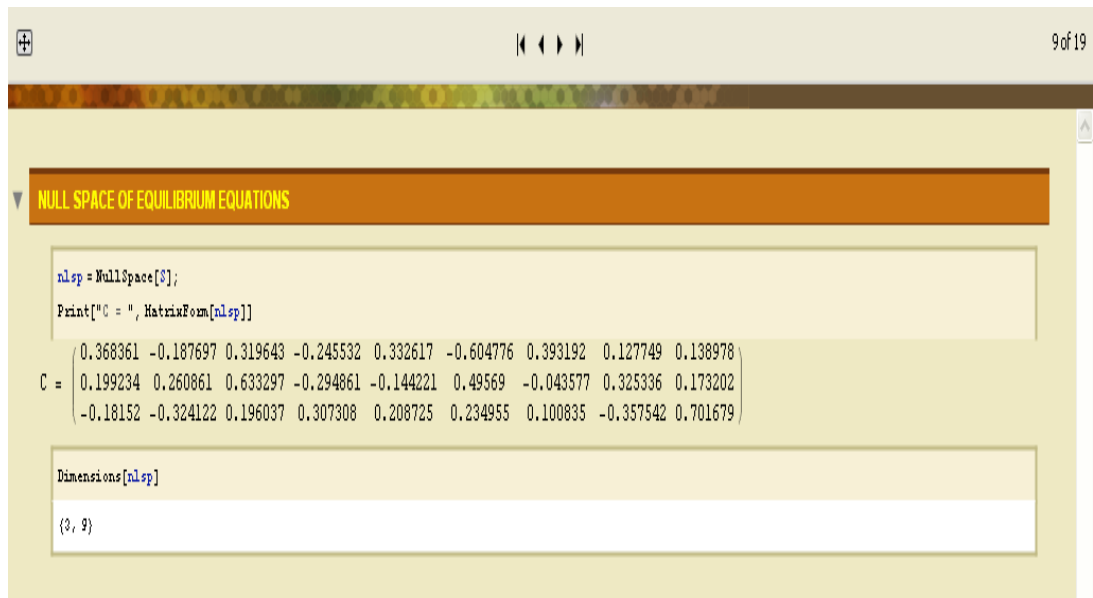 9 of 19
NULL SPACE OF EQUILIBRIUM EQUATIONS
nlsp = NullSpace[S];
Print["C = ", MatrixForm[nlsp]]
0.368361 -0.187697 0.319643 -0.245532 0.332617 -0.604776 0.393192 0.127749 0.138978
C = 0.199234 0.260861 0.633297 -0.294861 -0.144221 0.49569 -0.043577 0.325336 0.173202
-0.18152 -0.324122 0.196037 0.307308 0.208725 0.234955 0.100835 -0.357542 0.701679
Dimensions[nlsp]
{3, 9}